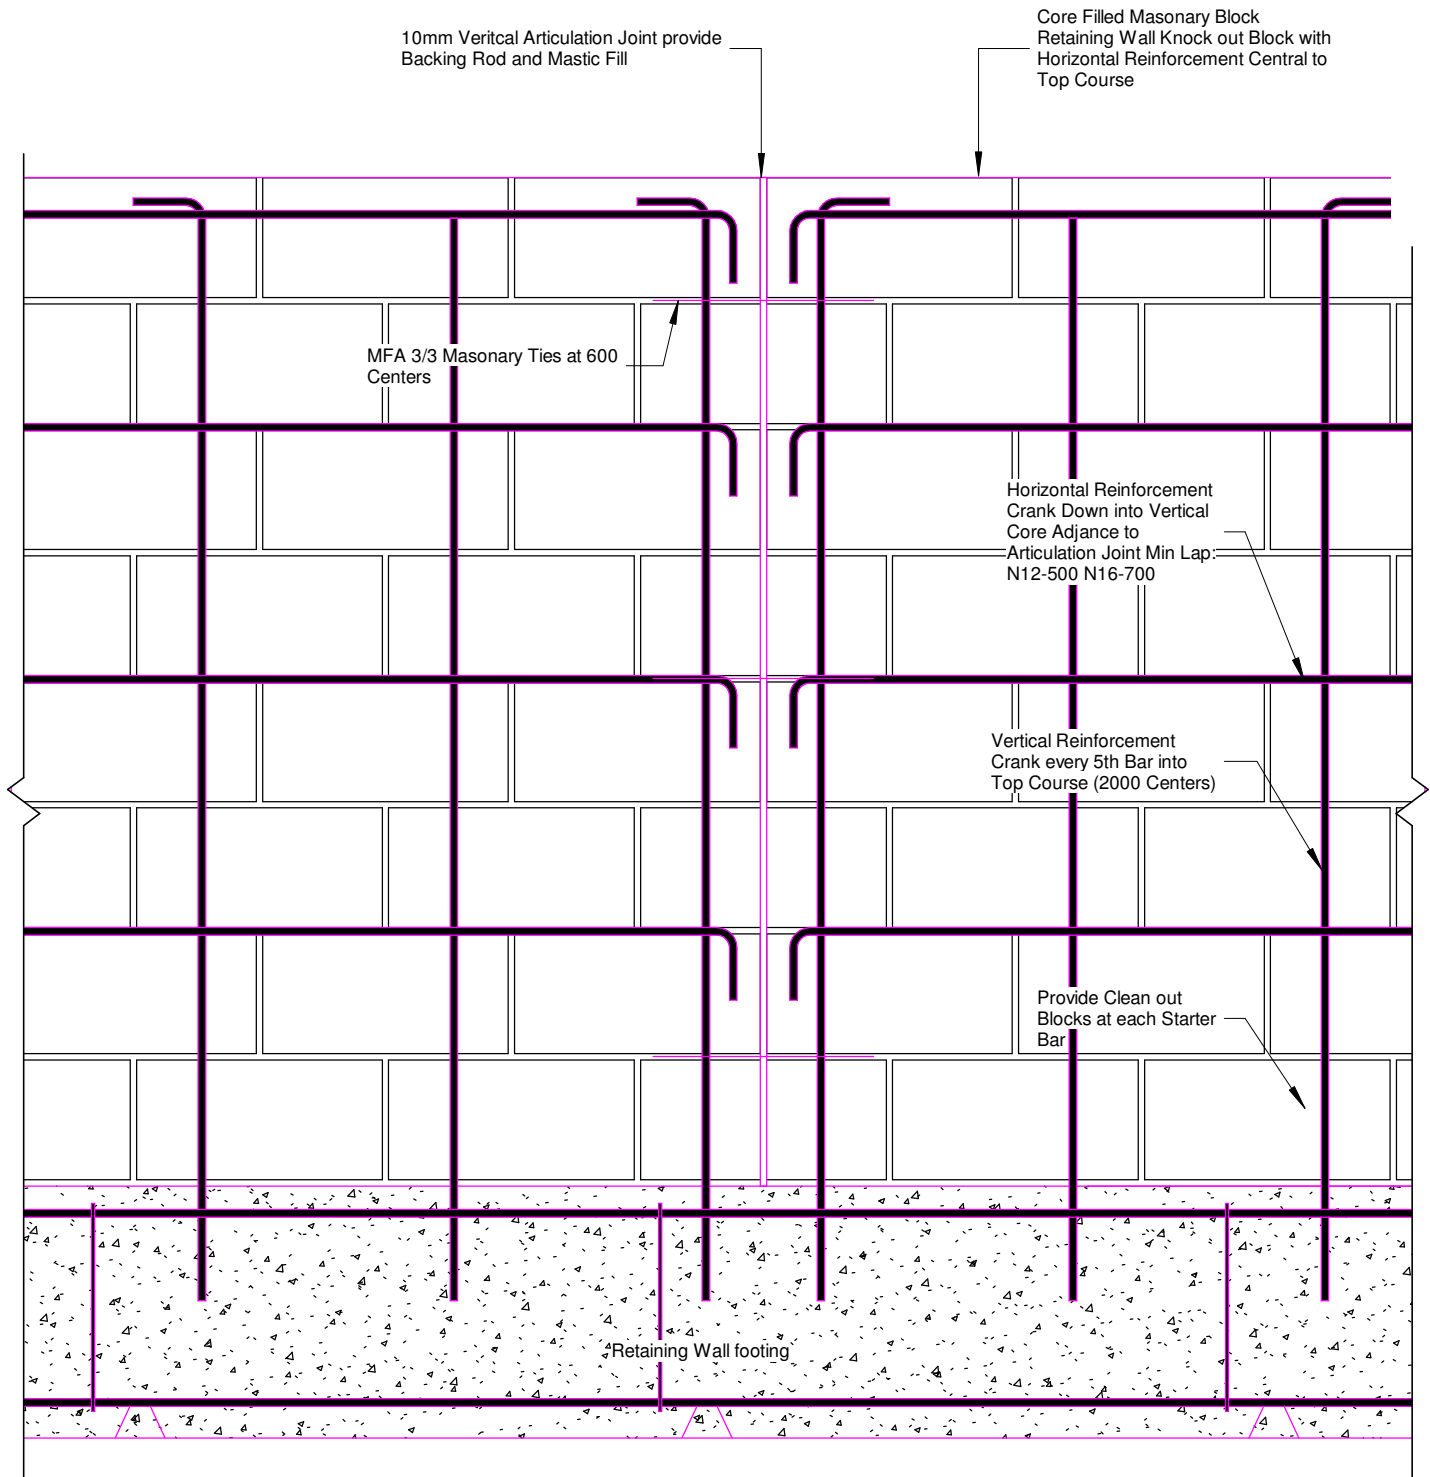 10mm Veritcal Articulation Joint provide
Backing Rod and Mastic Fill
Core Filled Masonary Block
Retaining Wall Knock out Block with
Horizontal Reinforcement Central to
Top Course
MFA 3/3 Masonary Ties at 600
Centers
Horizontal Reinforcement
Crank Down into Vertical
Core Adjance to
Articulation Joint Min Lap:
N12-500 N16-700
Vertical Reinforcement
Crank every 5th Bar into
Top Course (2000 Centers)
Provide Clean out
Blocks at each Starter
Bar
Retaining Wall footing